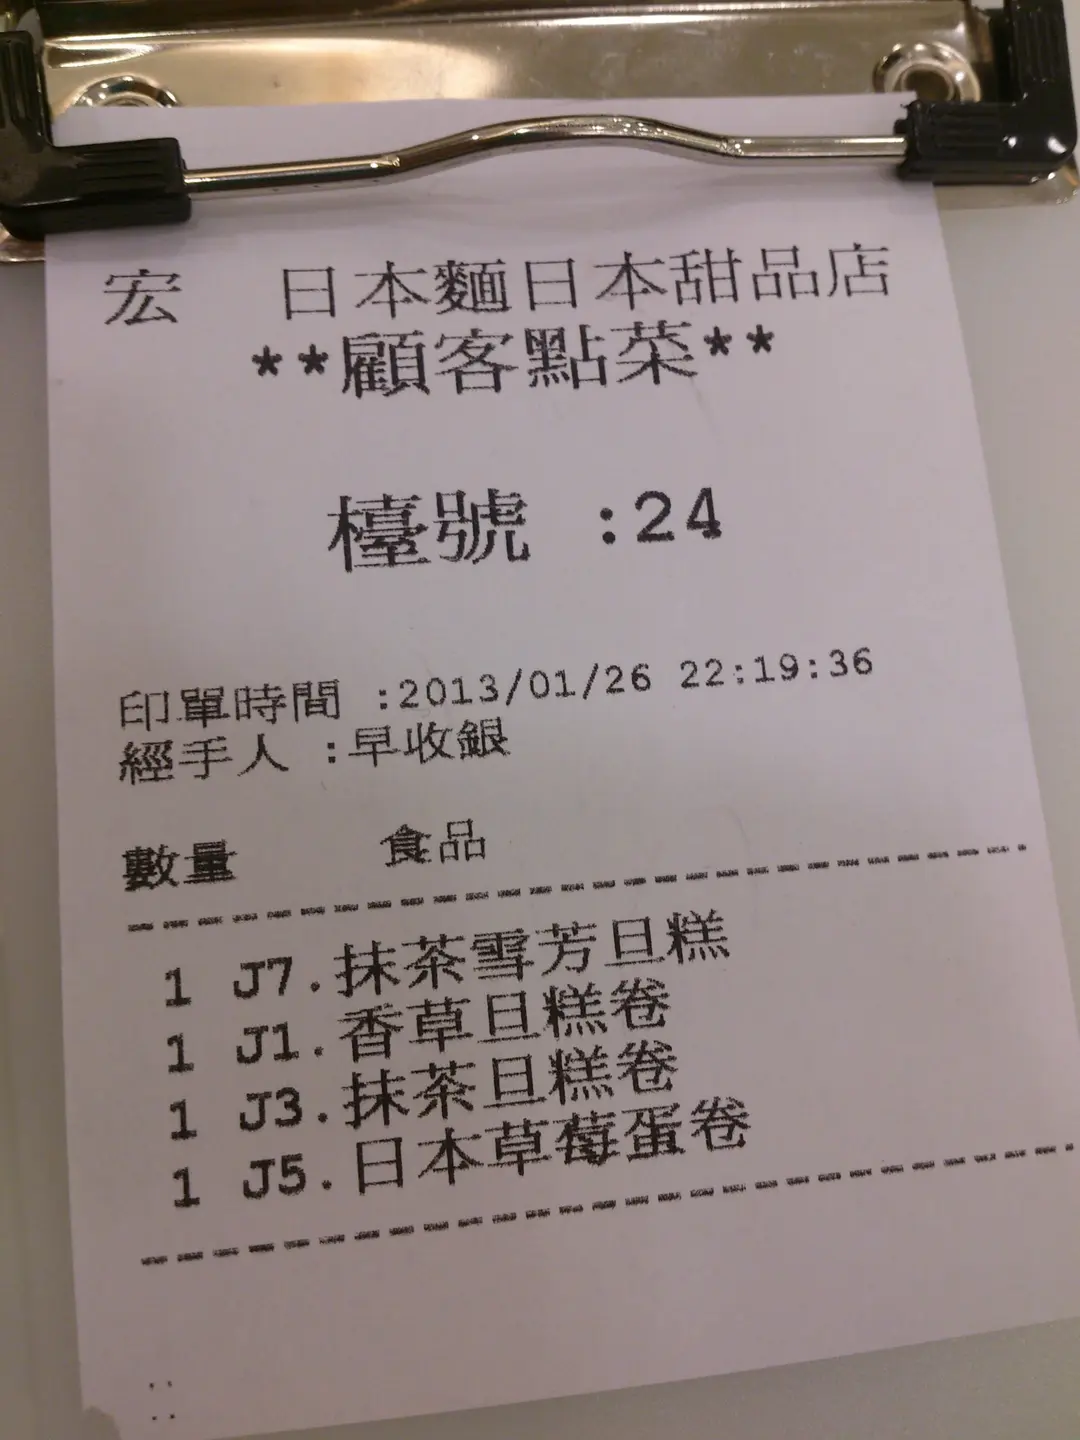 宏 日本麵日本甜品店
**顧客點菜**
檯號 :24
印單時間 :2013/01/26 22:19:36
經手人 :早收銀
數量 食品
1 J7.抹茶雪芳旦糕
1 J1.香草旦糕卷
1 J3.抹茶旦糕卷
1 J5.日本草莓蛋卷